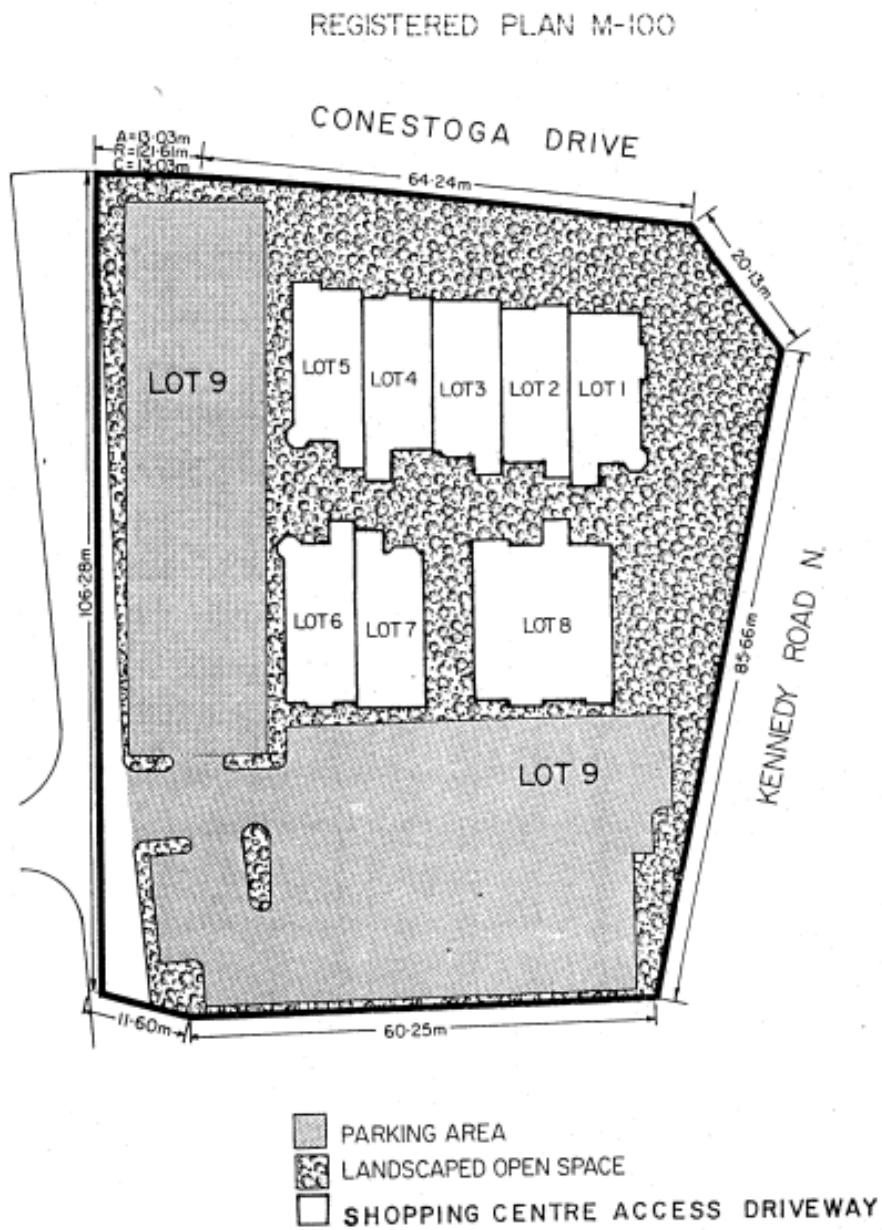 REGISTERED PLAN M-100
CONESTOGA DRIVE
A=13·03m
R=121·61m
C=13·03m
64·24m
20·13m
LOT 9
LOT 5
LOT 4
LOT 3
LOT 2
LOT 1
106·28m
LOT 6
LOT 7
LOT 8
85·66m
KENNEDY ROAD N.
LOT 9
11·60m
60·25m
PARKING AREA
LANDSCAPED OPEN SPACE
SHOPPING CENTRE ACCESS DRIVEWAY